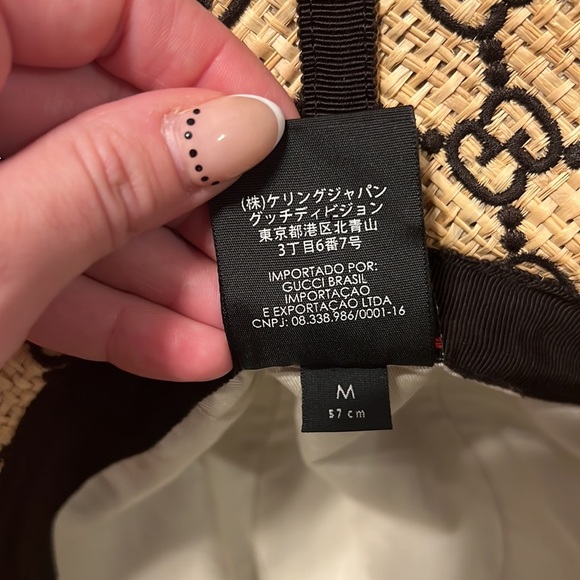 (株)ケリングジャパン
グッチディビジョン
東京都港区北青山
3丁目6番7号
IMPORTADO POR:
GUCCI BRASIL
IMPORTAÇÃO
E EXPORTAÇÃO LTDA
CNPJ: 08.338.986/0001-16
M
57 cm